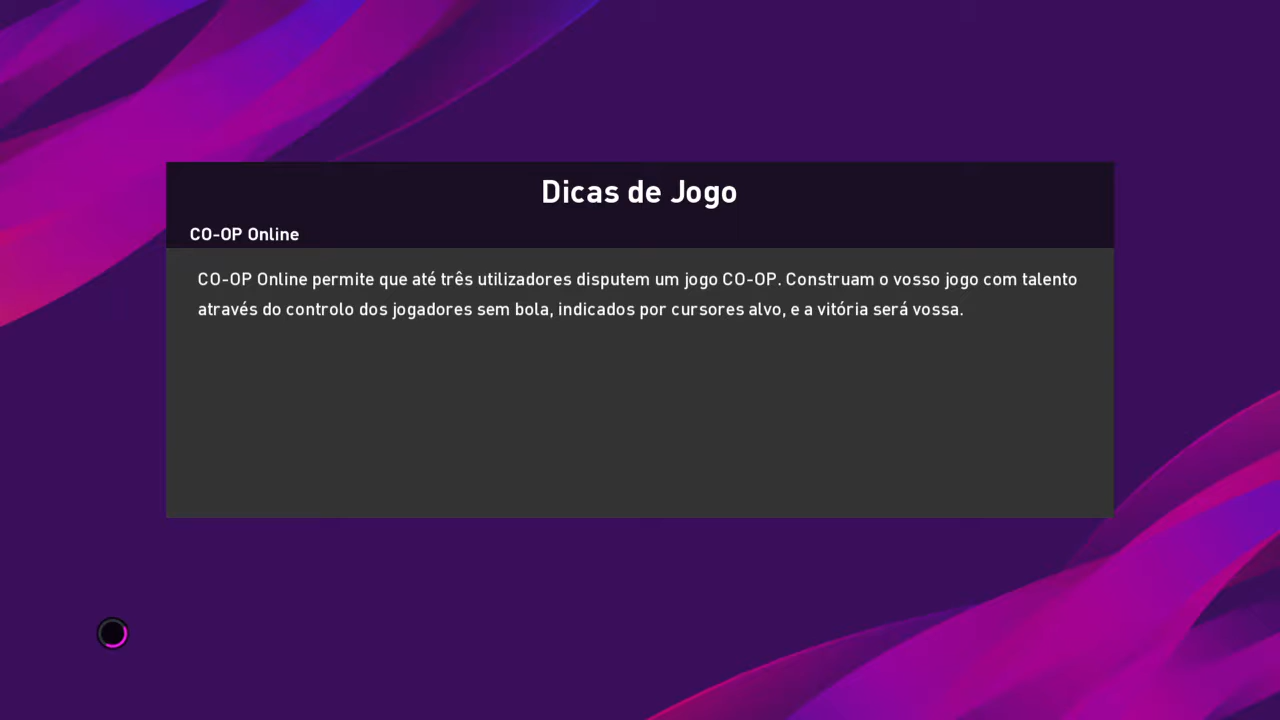 Dicas de Jogo
CO-OP Online
CO-OP Online permite que até três utilizadores disputem um jogo CO-OP. Construam o vosso jogo com talento
através do controlo dos jogadores sem bola, indicados por cursores alvo, e a vitória será vossa.